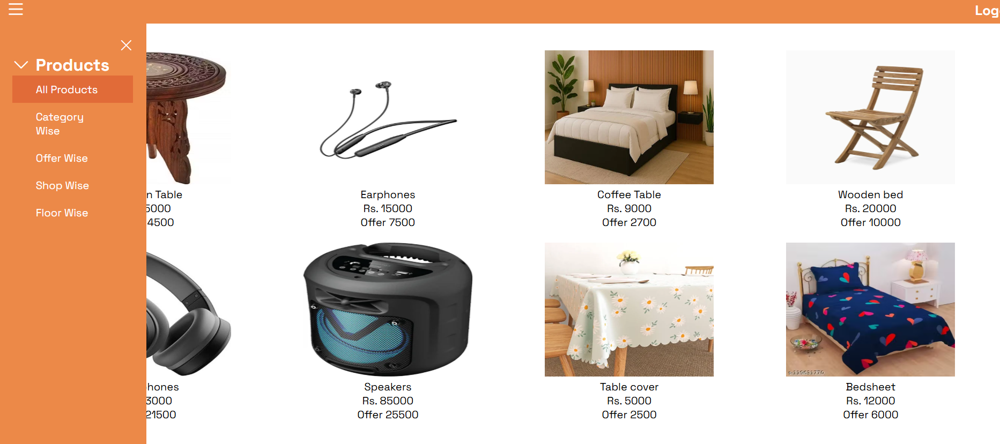 Log
Products
All Products
Category
Wise
Offer Wise
Shop Wise
Floor Wise
n Table
5000
4500
Earphones
Rs. 15000
Offer 7500
Coffee Table
Rs. 9000
Offer 2700
Wooden bed
Rs. 20000
Offer 10000
hones
3000
21500
Speakers
Rs. 85000
Offer 25500
Table cover
Rs. 5000
Offer 2500
Bedsheet
Rs. 12000
Offer 6000